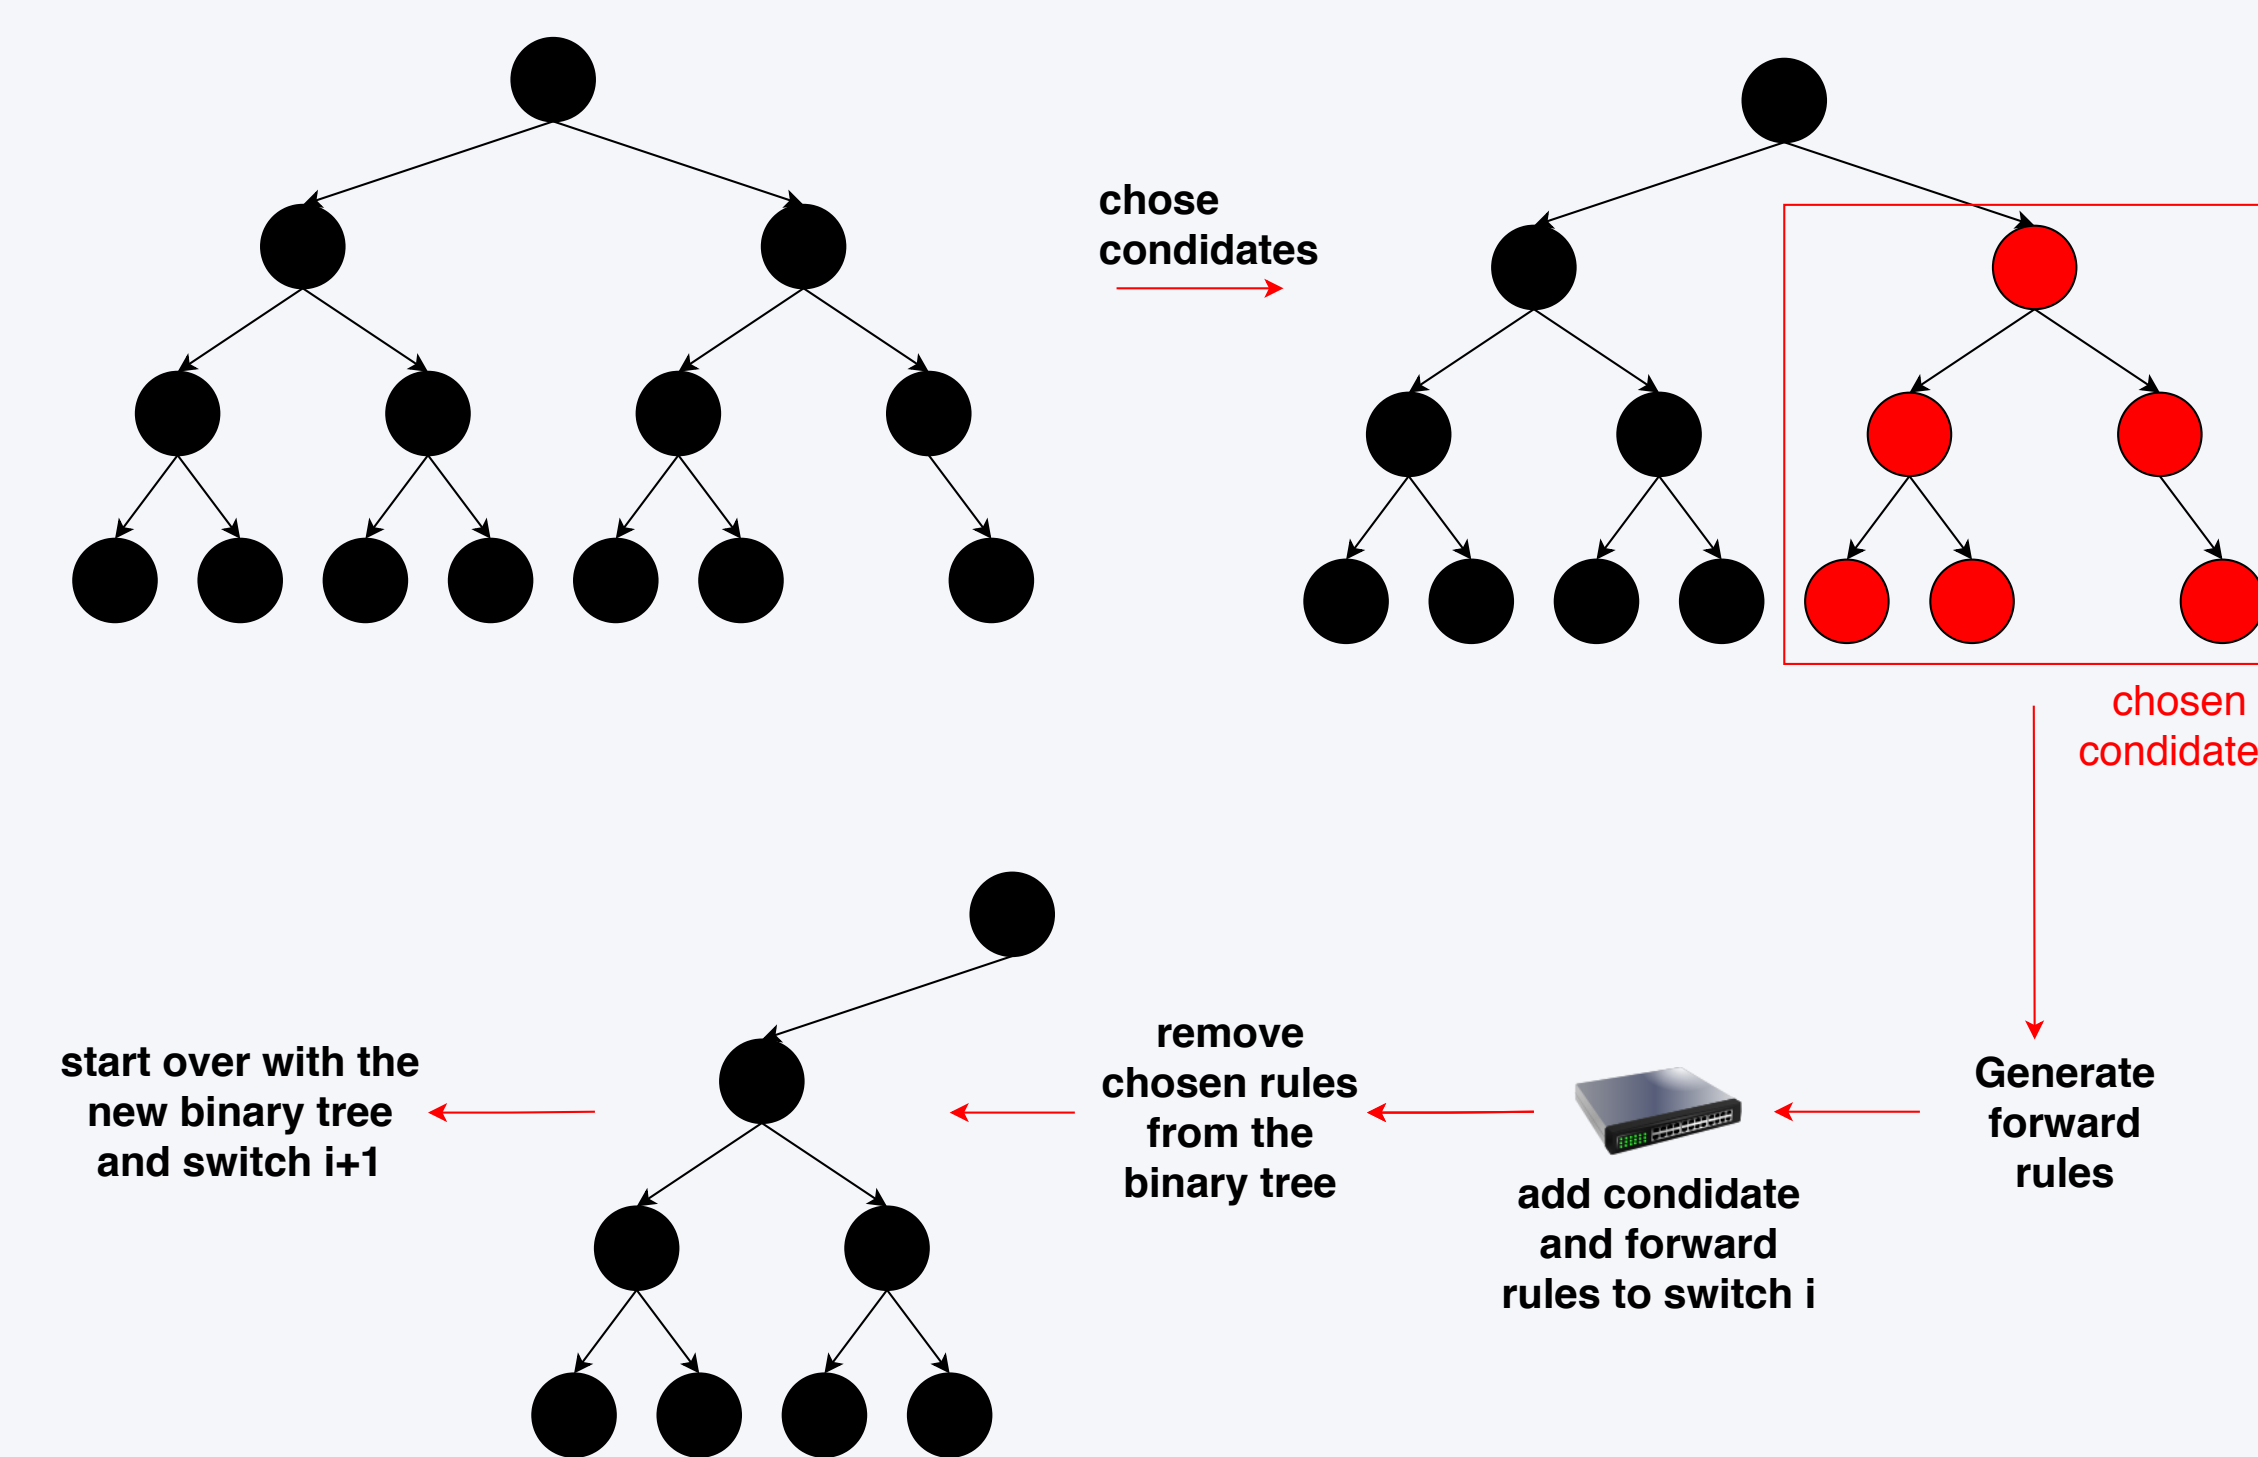 chose
condidates
chosen
condidate
Generate
forward
rules
add condidate
and forward
rules to switch i
remove
chosen rules
from the
binary tree
start over with the
new binary tree
and switch i+1